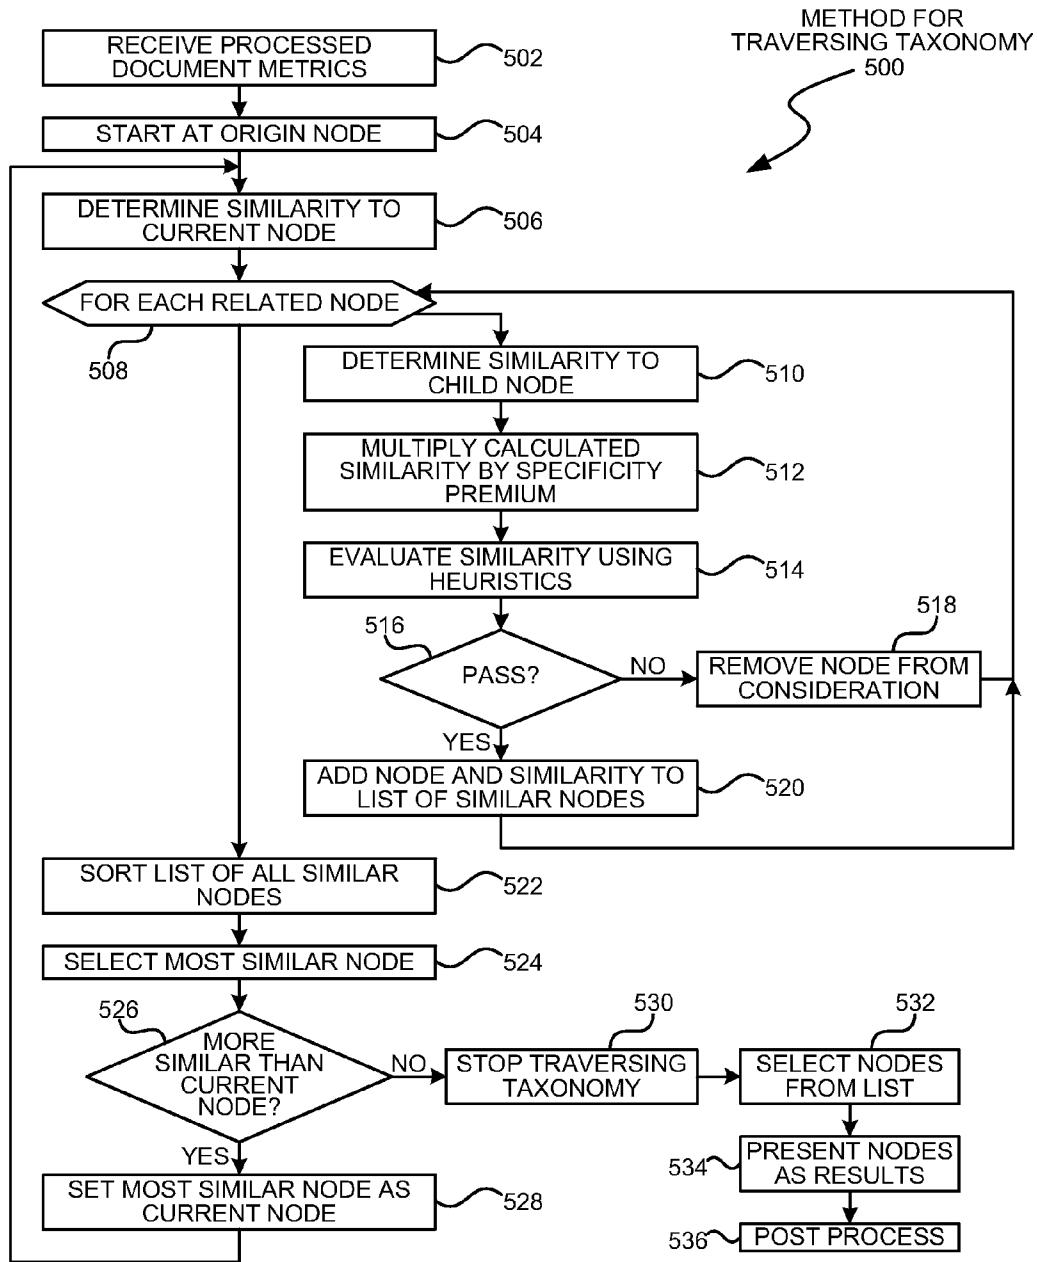 METHOD FOR
TRAVERSING TAXONOMY
500
RECEIVE PROCESSED
DOCUMENT METRICS
502
START AT ORIGIN NODE
504
DETERMINE SIMILARITY TO
CURRENT NODE
506
FOR EACH RELATED NODE
508
DETERMINE SIMILARITY TO
CHILD NODE
510
MULTIPLY CALCULATED
SIMILARITY BY SPECIFICITY
PREMIUM
512
EVALUATE SIMILARITY USING
HEURISTICS
514
516
PASS?
NO
518
REMOVE NODE FROM
CONSIDERATION
YES
ADD NODE AND SIMILARITY TO
LIST OF SIMILAR NODES
520
SORT LIST OF ALL SIMILAR
NODES
522
SELECT MOST SIMILAR NODE
524
526
MORE
SIMILAR THAN
CURRENT
NODE?
NO
530
STOP TRAVERSING
TAXONOMY
532
SELECT NODES
FROM LIST
YES
SET MOST SIMILAR NODE AS
CURRENT NODE
528
534
PRESENT NODES
AS RESULTS
536
POST PROCESS